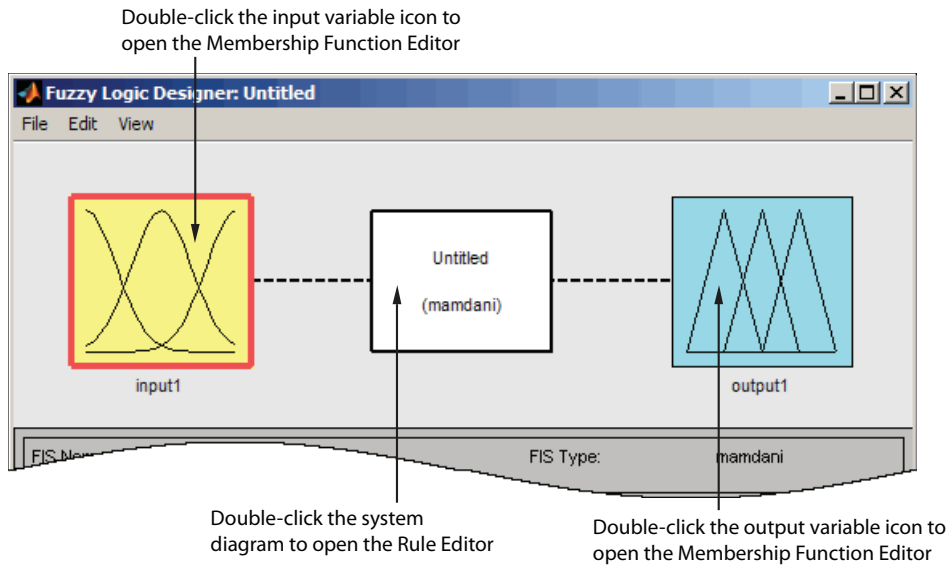 Double-click the input variable icon to
open the Membership Function Editor
Fuzzy Logic Designer: Untitled
File Edit View
Untitled
(mamdani)
input1
output1
FIS
FIS Type: mamdani
Double-click the system
diagram to open the Rule Editor
Double-click the output variable icon to
open the Membership Function Editor